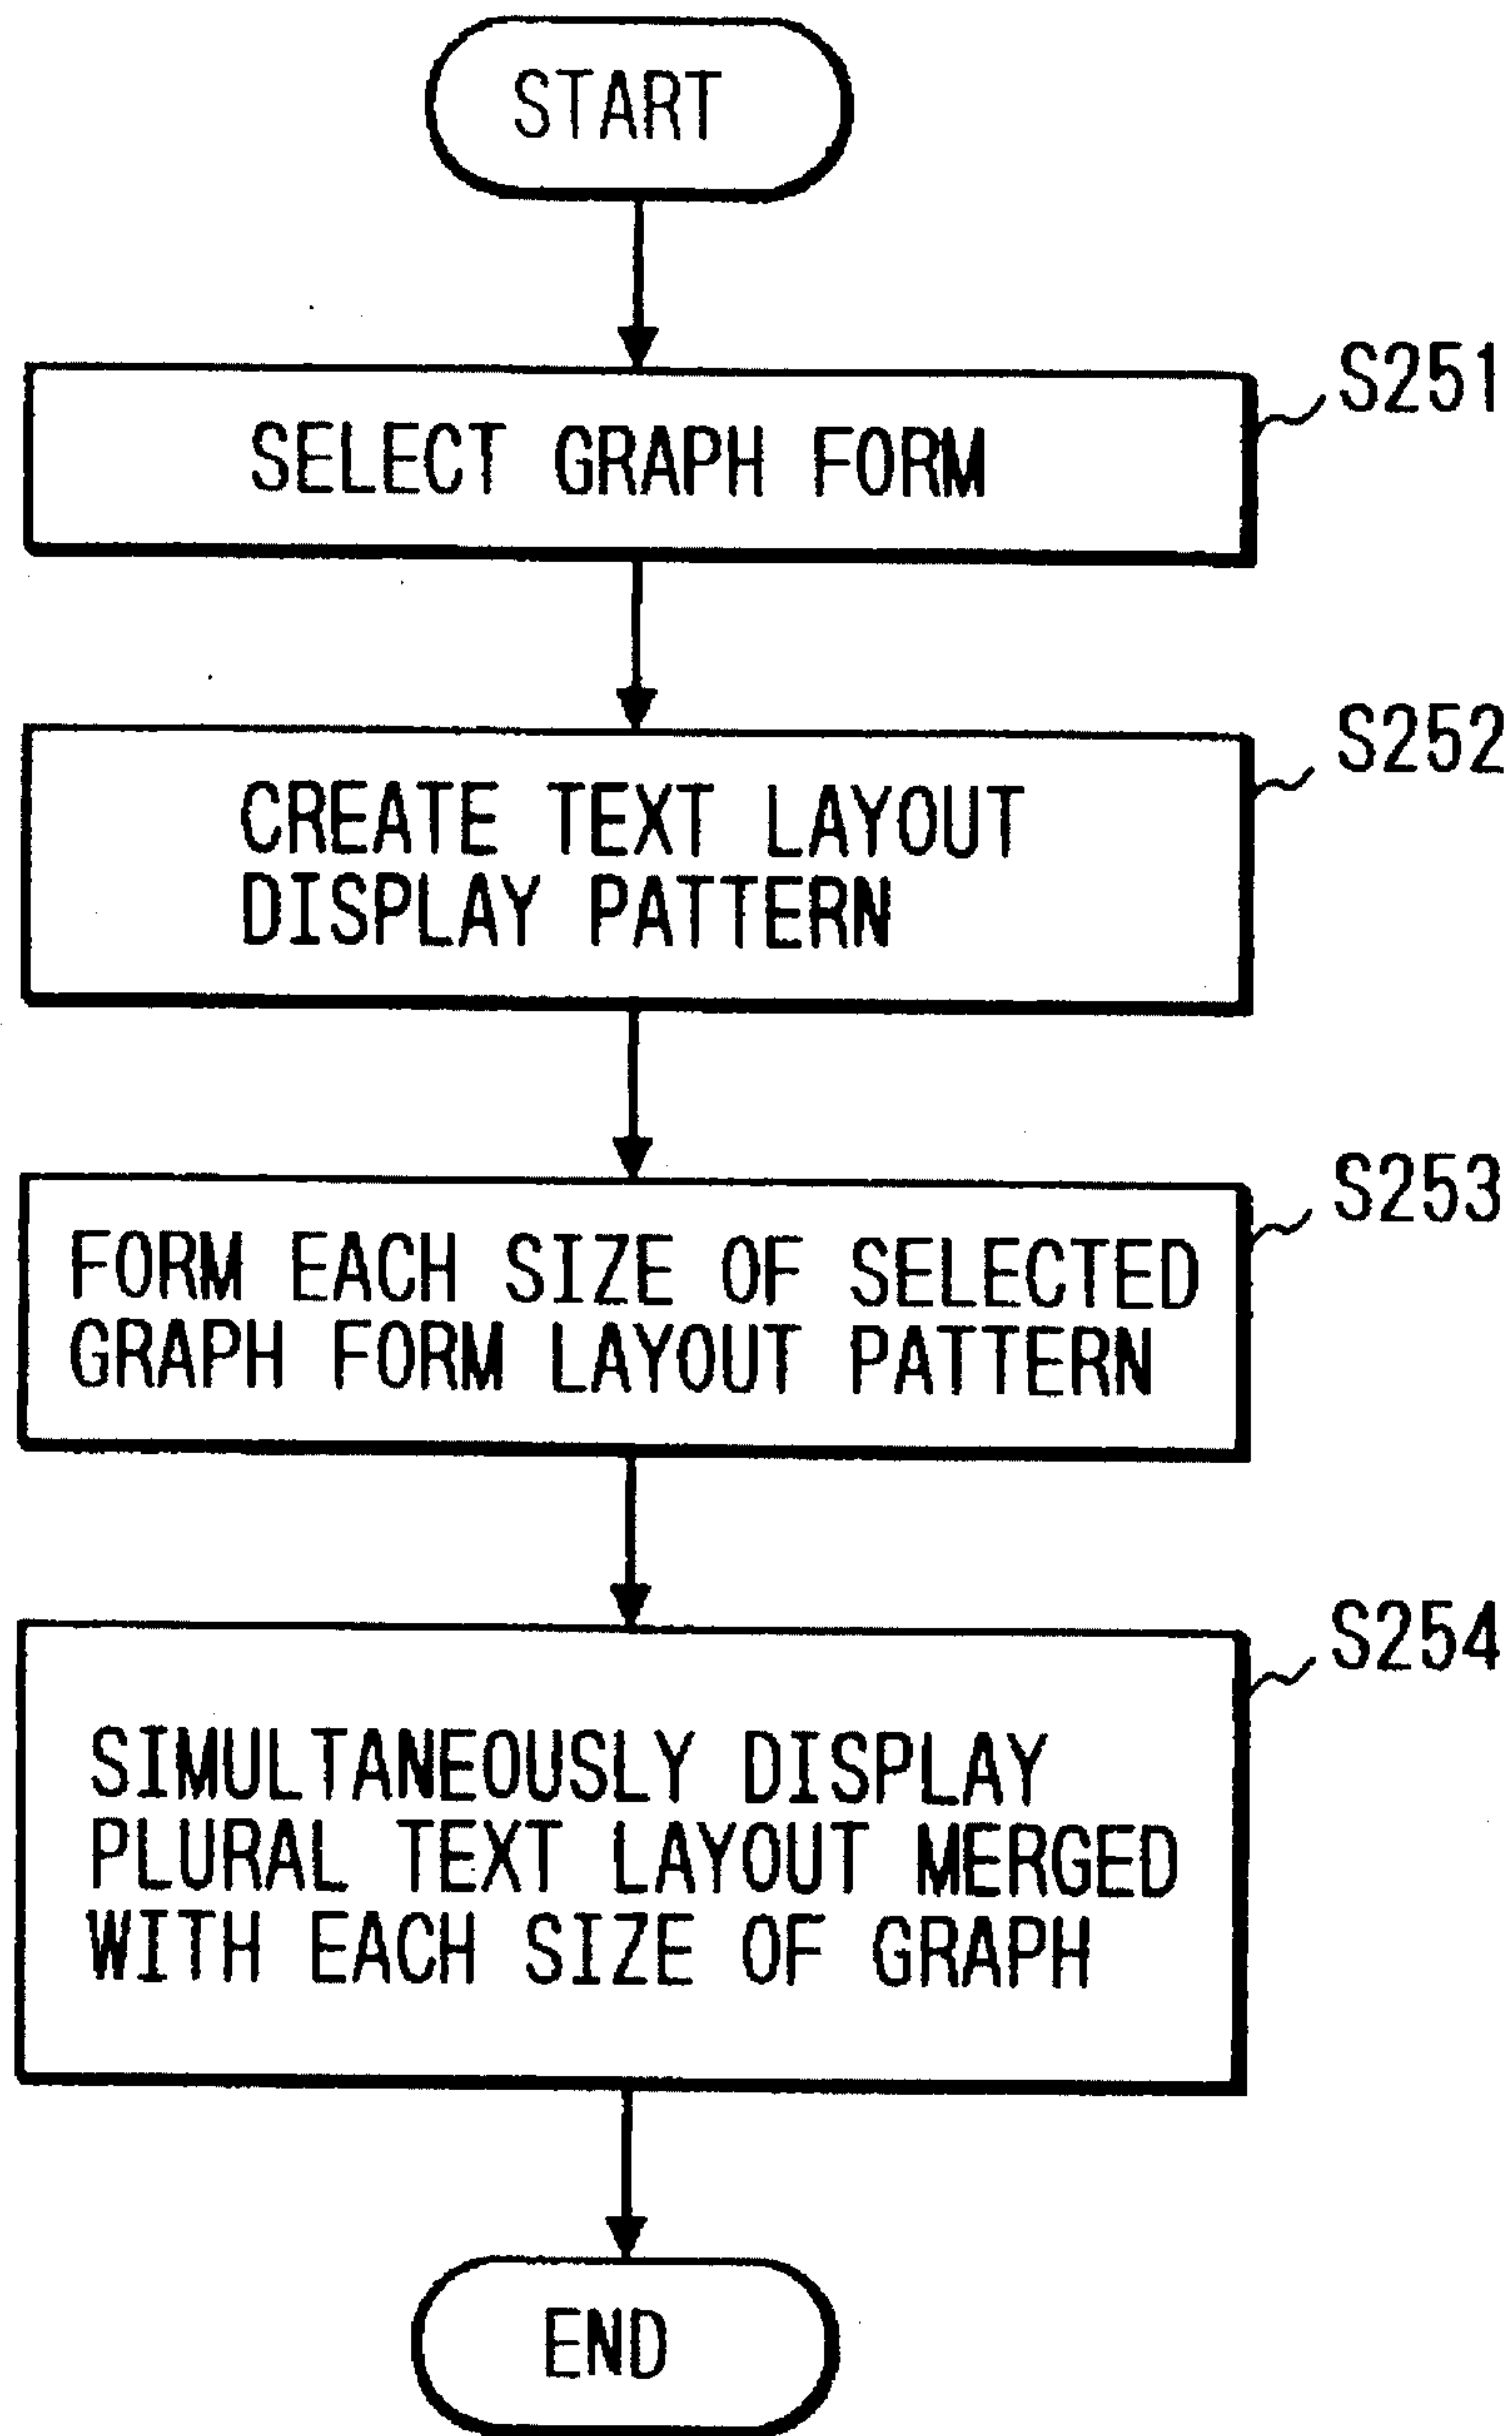 START
S251
SELECT GRAPH FORM
S252
CREATE TEXT LAYOUT
DISPLAY PATTERN
S253
FORM EACH SIZE OF SELECTED
GRAPH FORM LAYOUT PATTERN
S254
SIMULTANEOUSLY DISPLAY
PLURAL TEXT LAYOUT MERGED
WITH EACH SIZE OF GRAPH
END